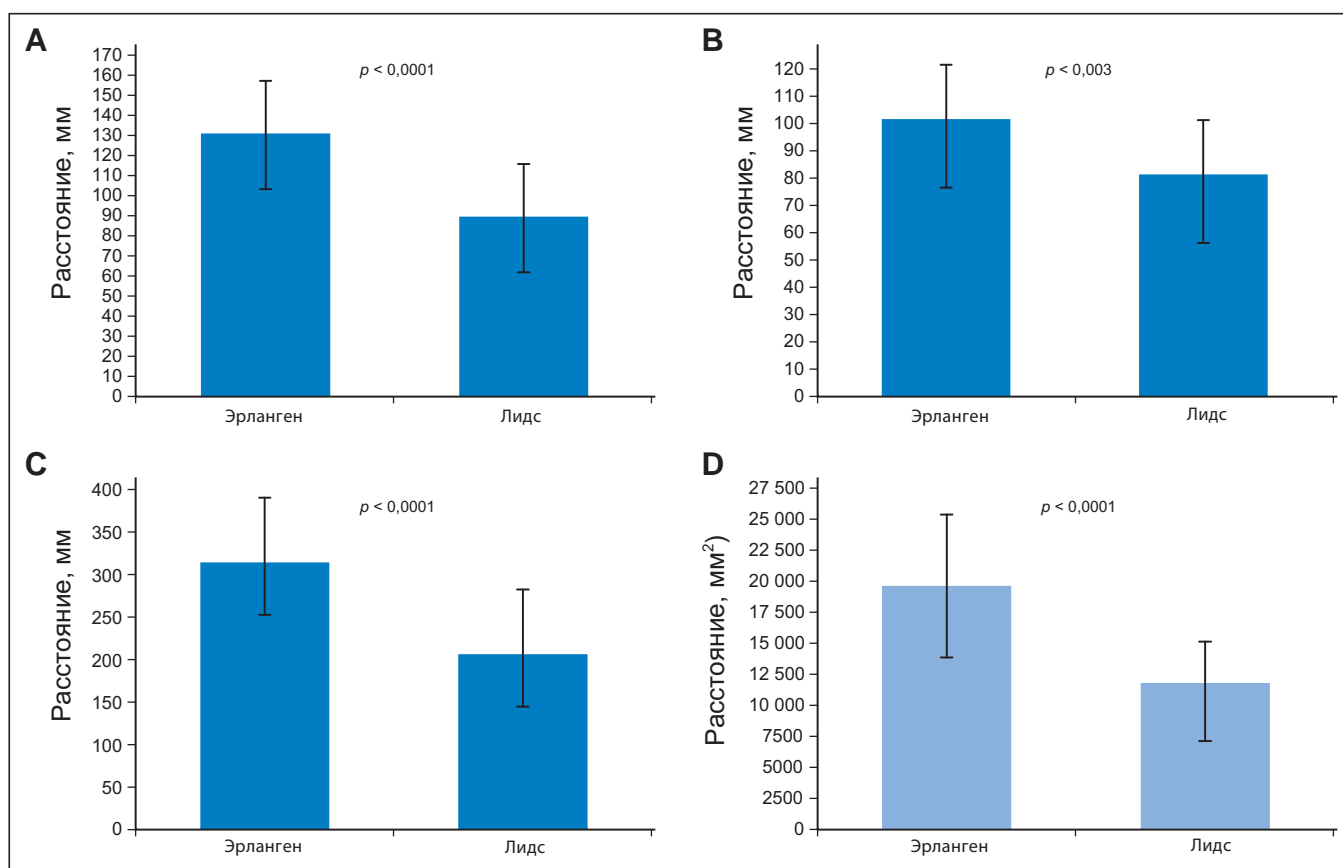 A
p < 0,0001
Расстояние, мм
170
160
150
140
130
120
110
100
90
80
70
60
50
40
30
20
10
0
Эрланген
Лидс
B
p < 0,003
Расстояние, мм
120
110
100
90
80
70
60
50
40
30
20
10
0
Эрланген
Лидс
C
p < 0,0001
Расстояние, мм
400
350
300
250
200
150
100
50
0
Эрланген
Лидс
D
p < 0,0001
Расстояние, мм²)
27 500
25 000
22 500
20 000
17 500
15 000
12 500
10 000
7500
5000
2500
0
Эрланген
Лидс